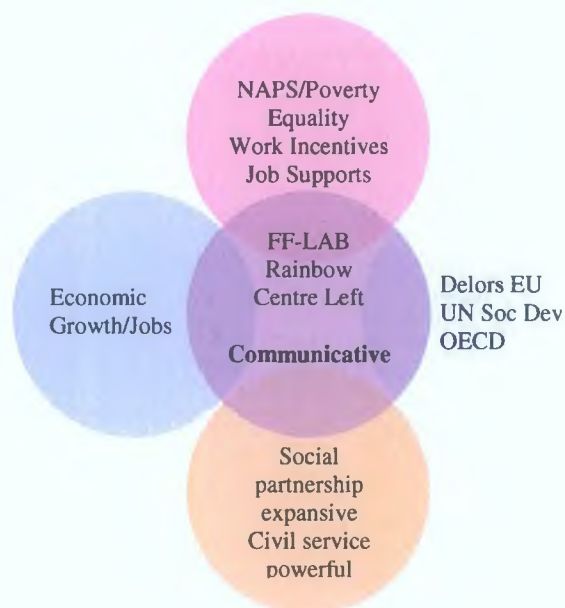 NAPS/Poverty
Equality
Work Incentives
Job Supports
FF-LAB
Rainbow
Centre Left
Communicative
Economic
Growth/Jobs
Delors EU
UN Soc Dev
OECD
Social
partnership
expansive
Civil service
powerful